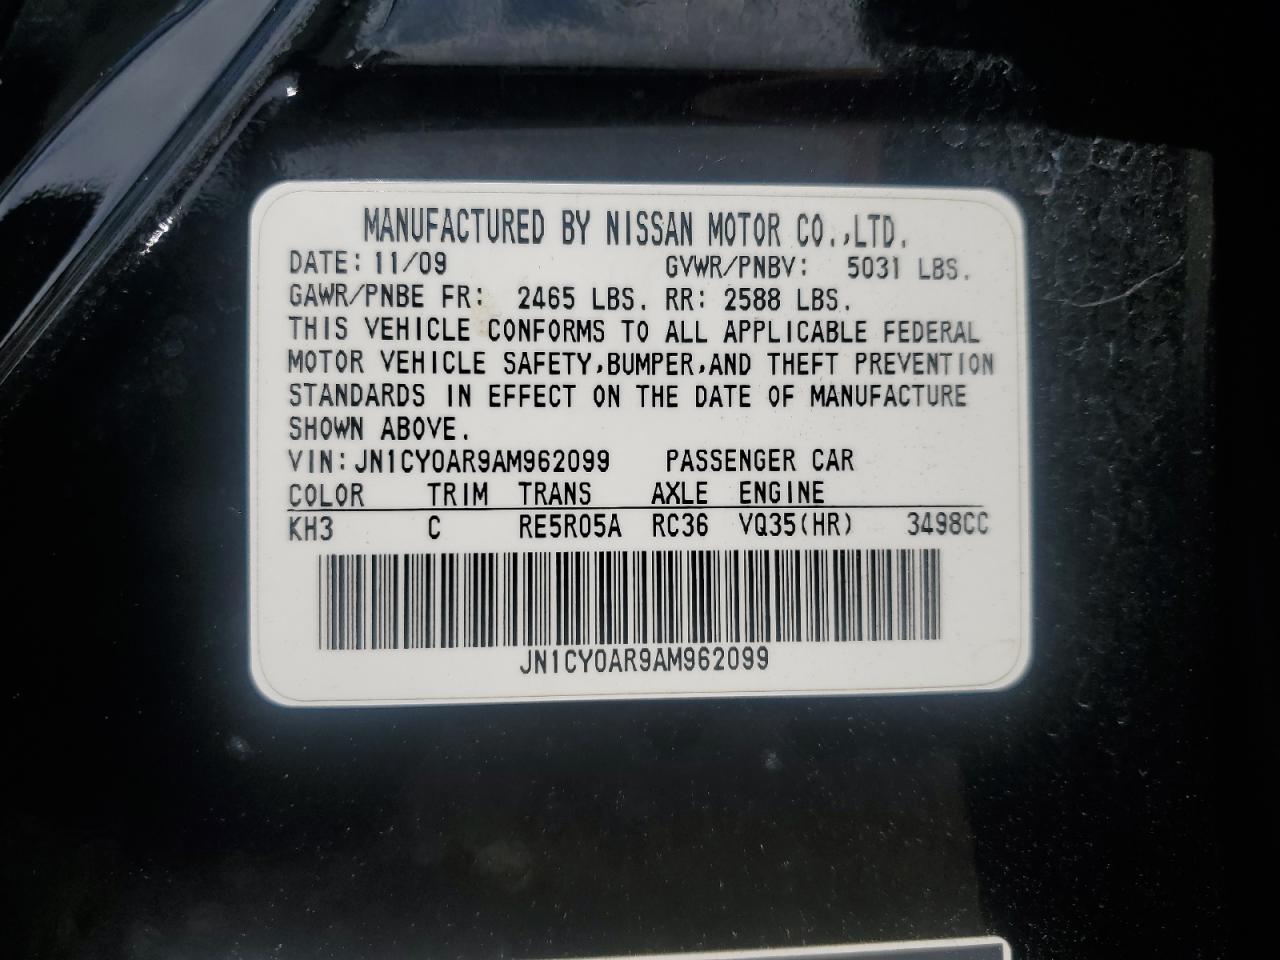 MANUFACTURED BY NISSAN MOTOR CO.,LTD.
DATE: 11/09 GVWR/PNBV: 5031 LBS.
GAWR/PNBE FR: 2465 LBS. RR: 2588 LBS.
THIS VEHICLE CONFORMS TO ALL APPLICABLE FEDERAL
MOTOR VEHICLE SAFETY,BUMPER,AND THEFT PREVENTION
STANDARDS IN EFFECT ON THE DATE OF MANUFACTURE
SHOWN ABOVE.
VIN: JN1CY0AR9AM962099 PASSENGER CAR
COLOR TRIM TRANS AXLE ENGINE
KH3 C RE5R05A RC36 VQ35(HR) 3498CC
JN1CY0AR9AM962099